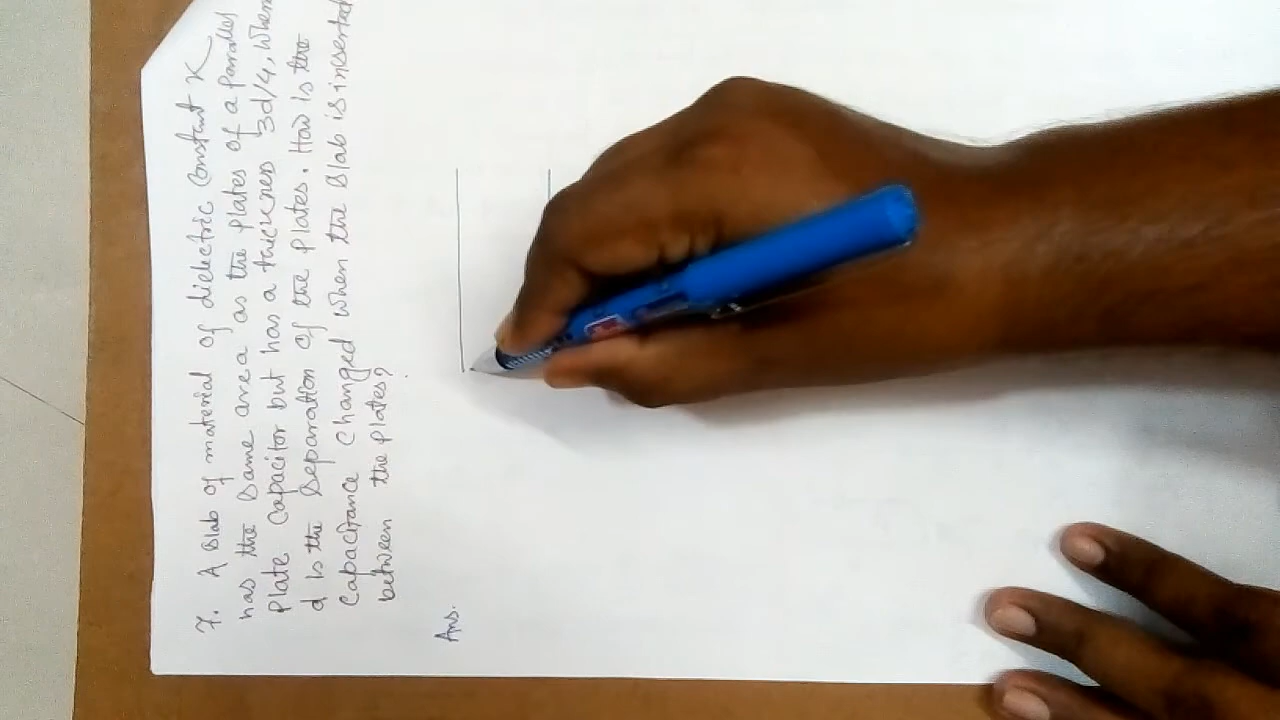 7. A slab of material of dielectric constant K
has the same area as the plates of a parallel
plate capacitor but has a thickness 3d/4, where
d is the separation of the plates. How is the
capacitance changed when the slab is inserted
between the plates?
Ans.